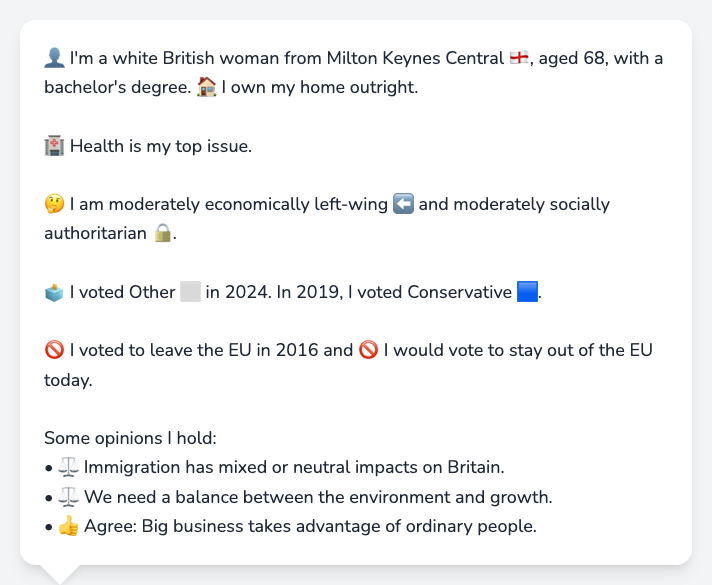 👤 I'm a white British woman from Milton Keynes Central 🏴󠁧󠁢󠁥󠁮󠁧󠁿, aged 68, with a
bachelor's degree. 🏠 I own my home outright.
🏥 Health is my top issue.
🤔 I am moderately economically left-wing ⬅️ and moderately socially
authoritarian 🔒.
🗳️ I voted Other ⬜ in 2024. In 2019, I voted Conservative 🟦.
🚫 I voted to leave the EU in 2016 and 🚫 I would vote to stay out of the EU
today.
Some opinions I hold:
• ⚖️ Immigration has mixed or neutral impacts on Britain.
• ⚖️ We need a balance between the environment and growth.
• 👍 Agree: Big business takes advantage of ordinary people.